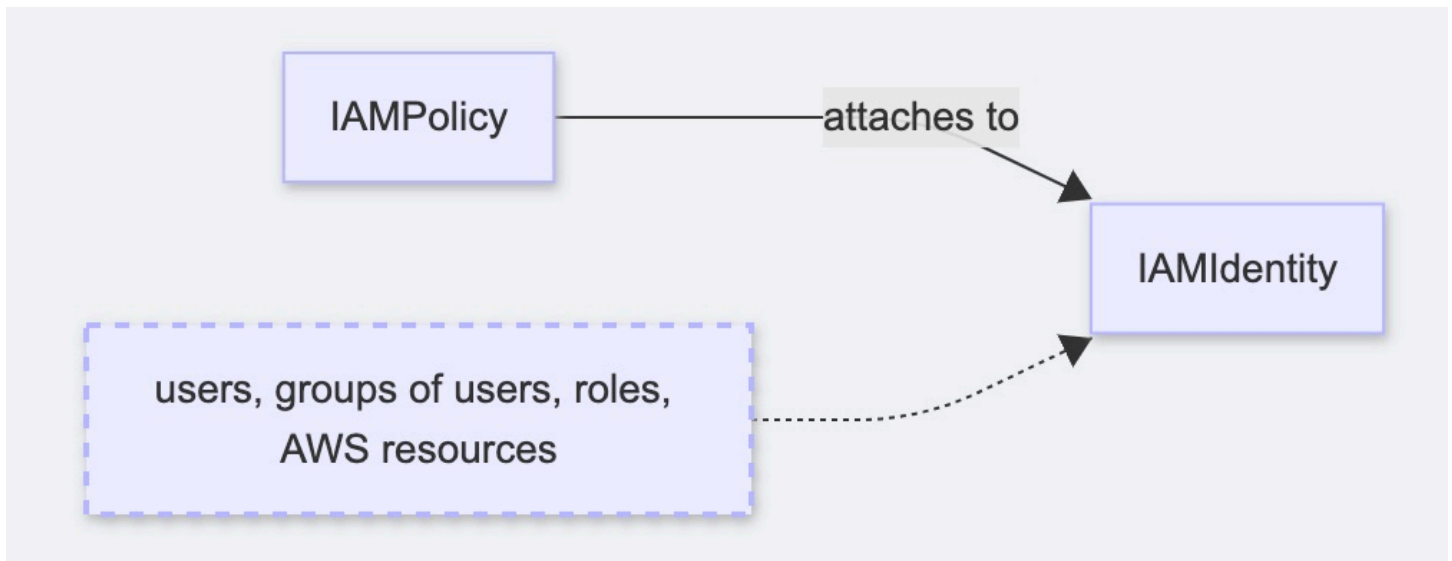 IAMPolicy
attaches to
IAMIdentity
users, groups of users, roles,
AWS resources